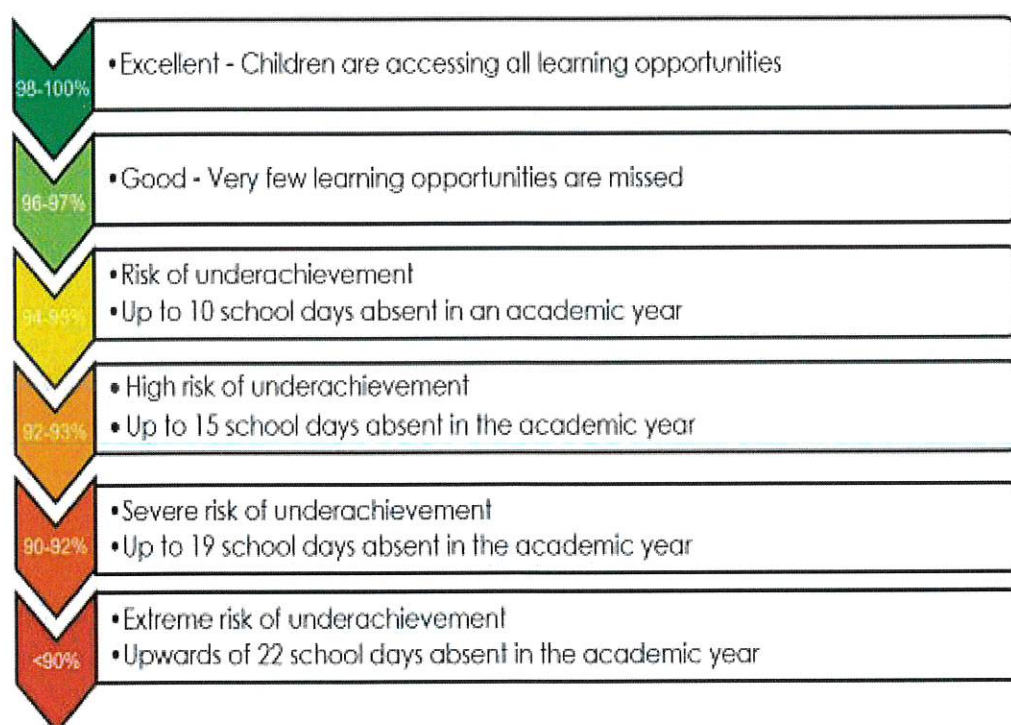 98-100%
• Excellent - Children are accessing all learning opportunities
96-97%
• Good - Very few learning opportunities are missed
94-95%
• Risk of underachievement
• Up to 10 school days absent in an academic year
92-93%
• High risk of underachievement
• Up to 15 school days absent in the academic year
90-92%
• Severe risk of underachievement
• Up to 19 school days absent in the academic year
<90%
• Extreme risk of underachievement
• Upwards of 22 school days absent in the academic year